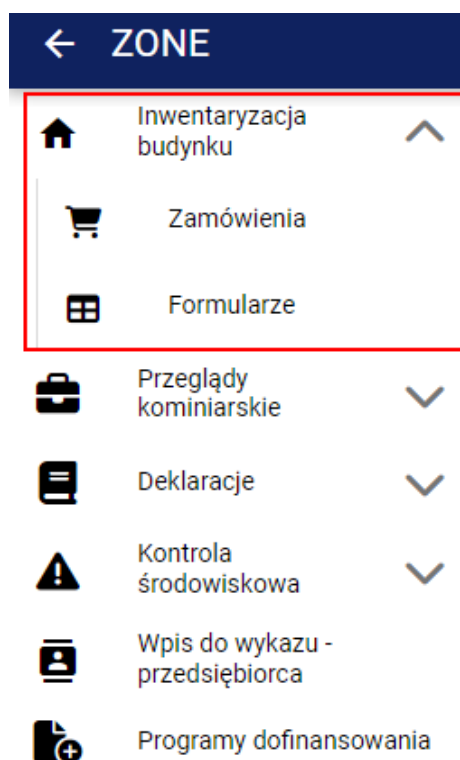 ZONE
Inwentaryzacja
budynku
Zamówienia
Formularze
Przeglądy
kominiarskie
Deklaracje
Kontrola
środowiskowa
Wpis do wykazu -
przedsiębiorca
Programy dofinansowania